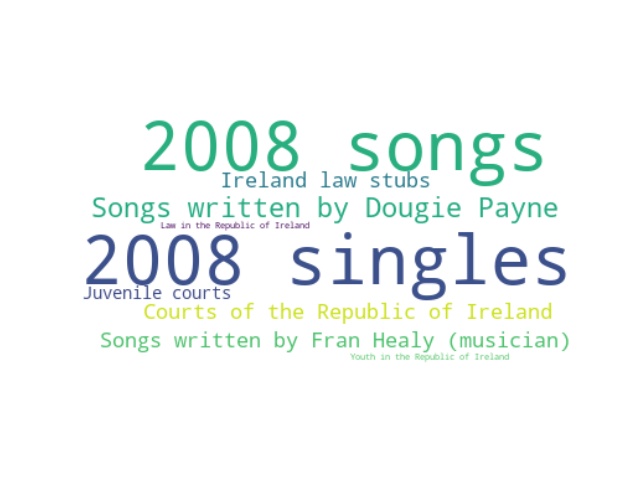 2008 songs
Ireland law stubs
Songs written by Dougie Payne
Law in the Republic of Ireland
2008 singles
Juvenile courts
Courts of the Republic of Ireland
Songs written by Fran Healy (musician)
Youth in the Republic of Ireland